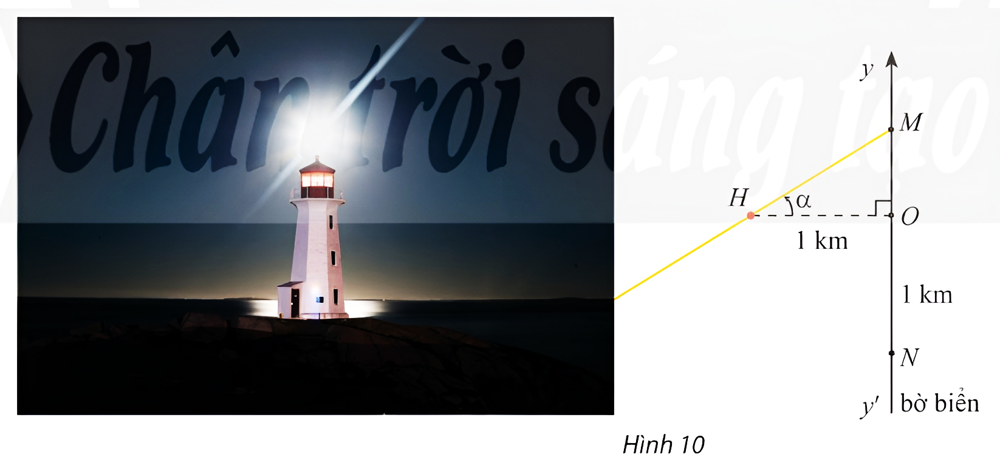 Chân trời sáng tạo
y
M
H
α
O
1 km
1 km
N
y' bờ biển
Hình 10